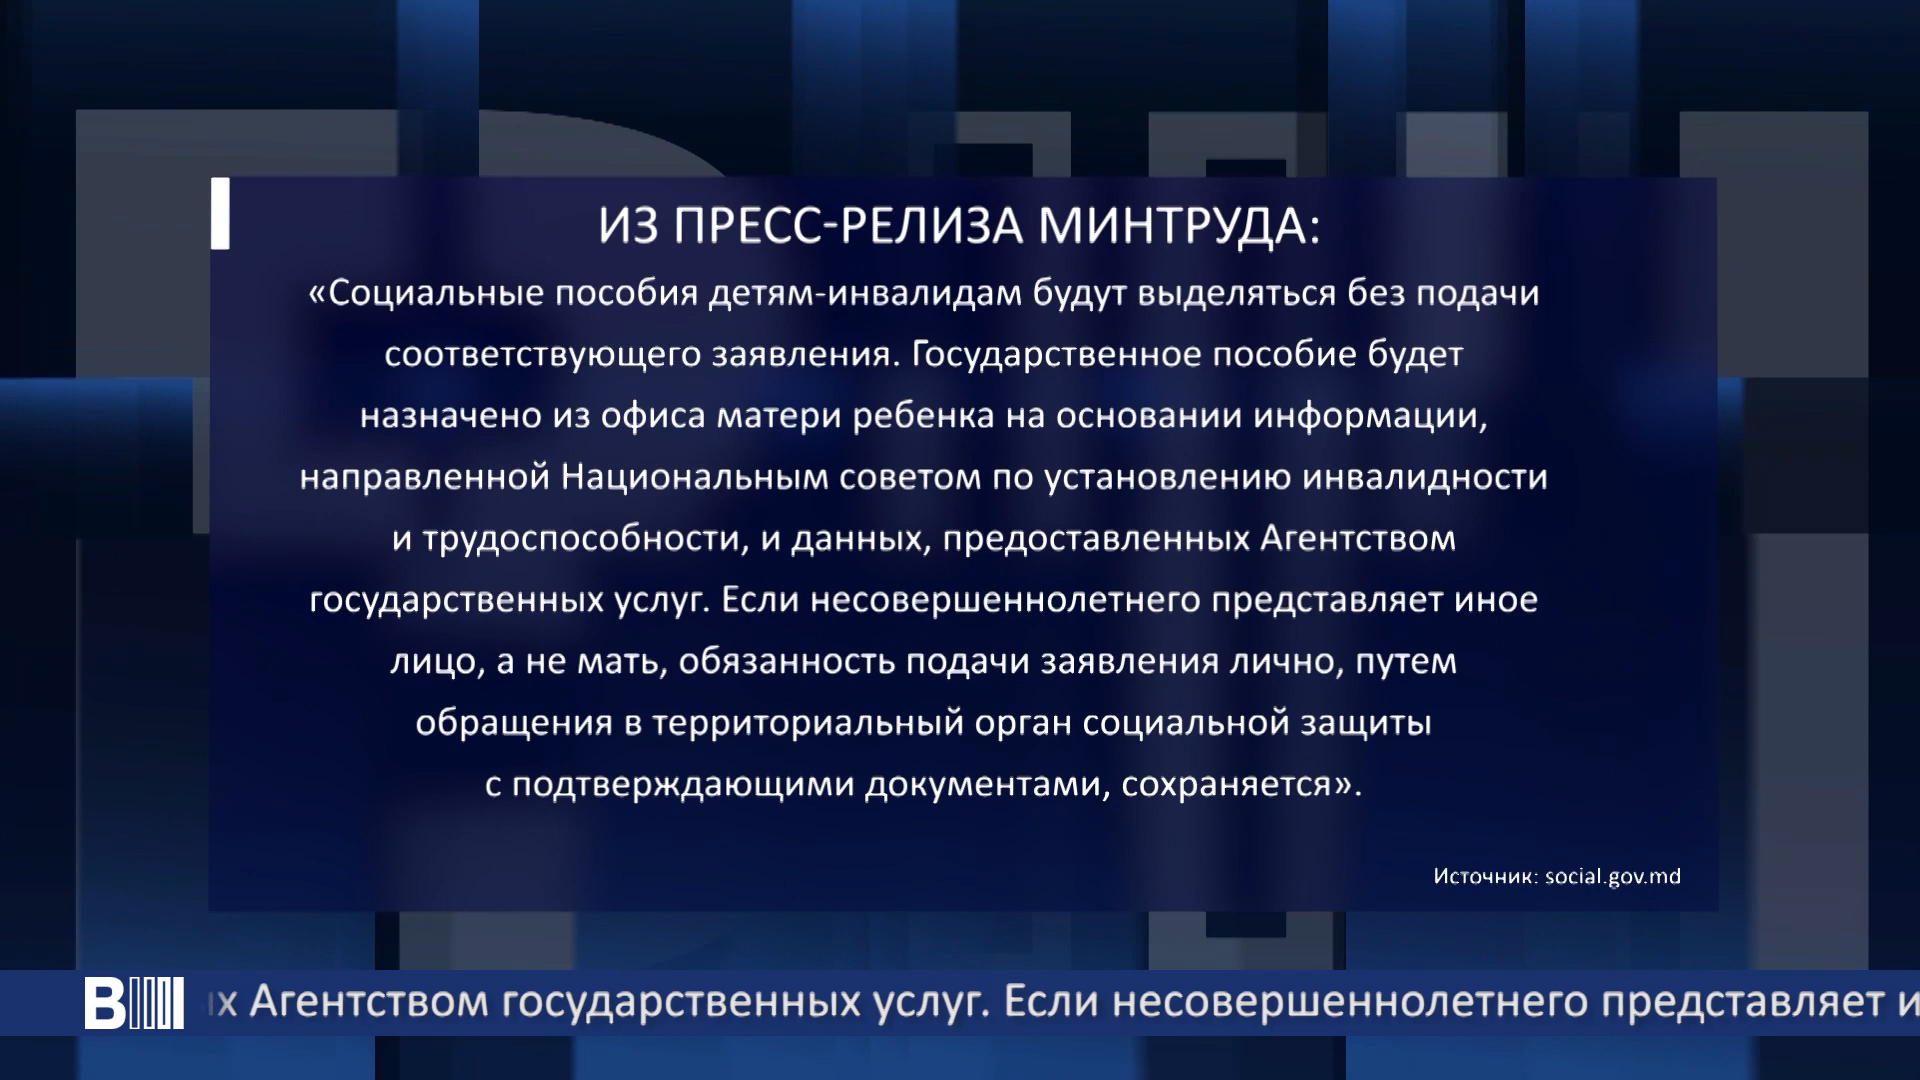 ИЗ ПРЕСС-РЕЛИЗА МИНТРУДА:
«Социальные пособия детям-инвалидам будут выделяться без подачи
соответствующего заявления. Государственное пособие будет
назначено из офиса матери ребенка на основании информации,
направленной Национальным советом по установлению инвалидности
и трудоспособности, и данных, предоставленных Агентством
государственных услуг. Если несовершеннолетнего представляет иное
лицо, а не мать, обязанность подачи заявления лично, путем
обращения в территориальный орган социальной защиты
с подтверждающими документами, сохраняется».
Источник: social.gov.md
Агентством государственных услуг. Если несовершеннолетнего представляет